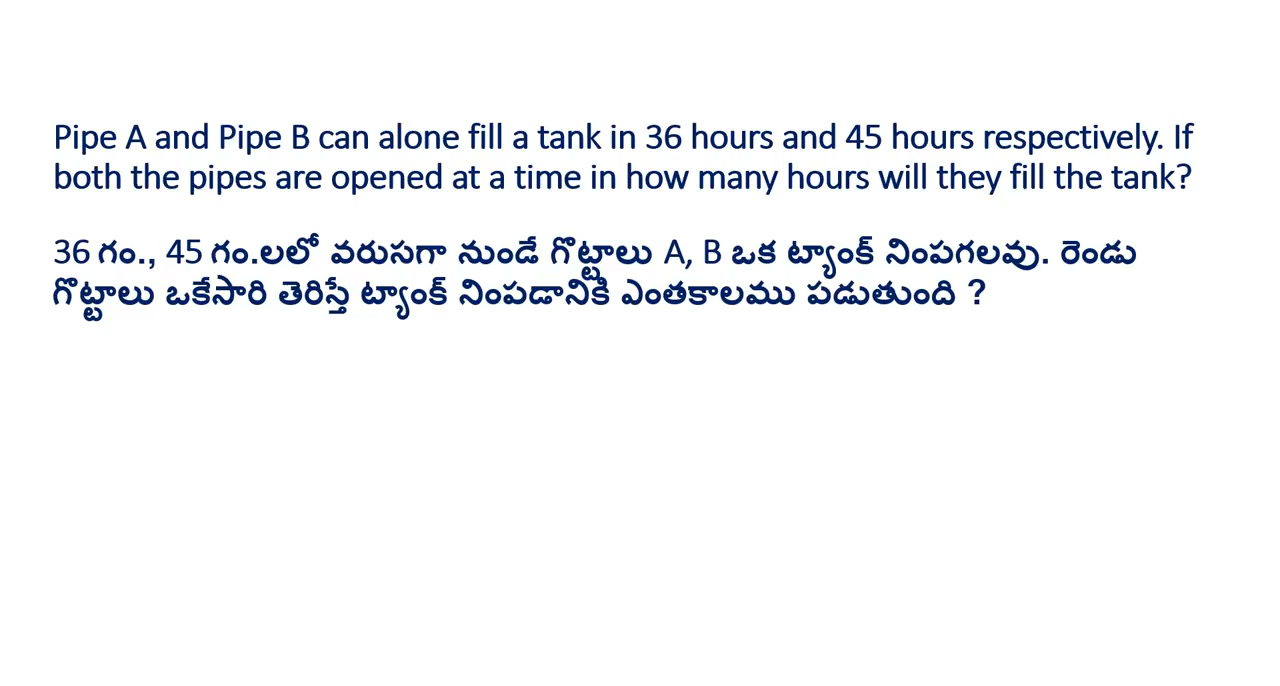 Pipe A and Pipe B can alone fill a tank in 36 hours and 45 hours respectively. If
both the pipes are opened at a time in how many hours will they fill the tank?
36 గం., 45 గం.లలో వరుసగా నుండే గొట్టాలు A, B ఒక ట్యాంక్ నింపగలవు. రెండు
గొట్టాలు ఒకేసారి తెరిస్తే ట్యాంక్ నింపడానికి ఎంతకాలము పడుతుంది ?